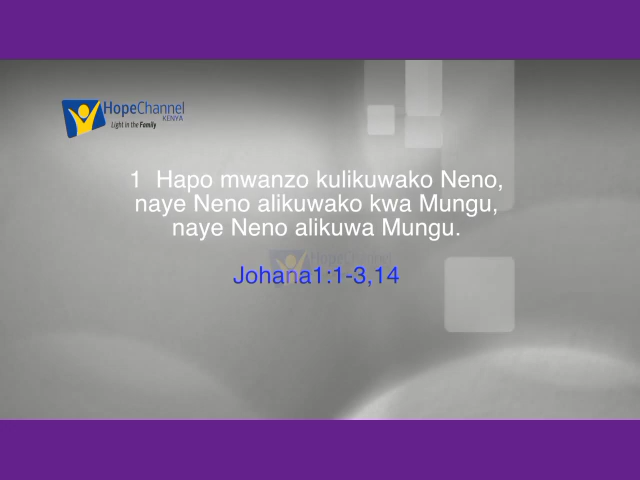 HopeChannel
KENYA
Light in the Family
1 Hapo mwanzo kulikuwako Neno,
naye Neno alikuwako kwa Mungu,
naye Neno alikuwa Mungu.
HopeChannel
Johana1:1-3,14